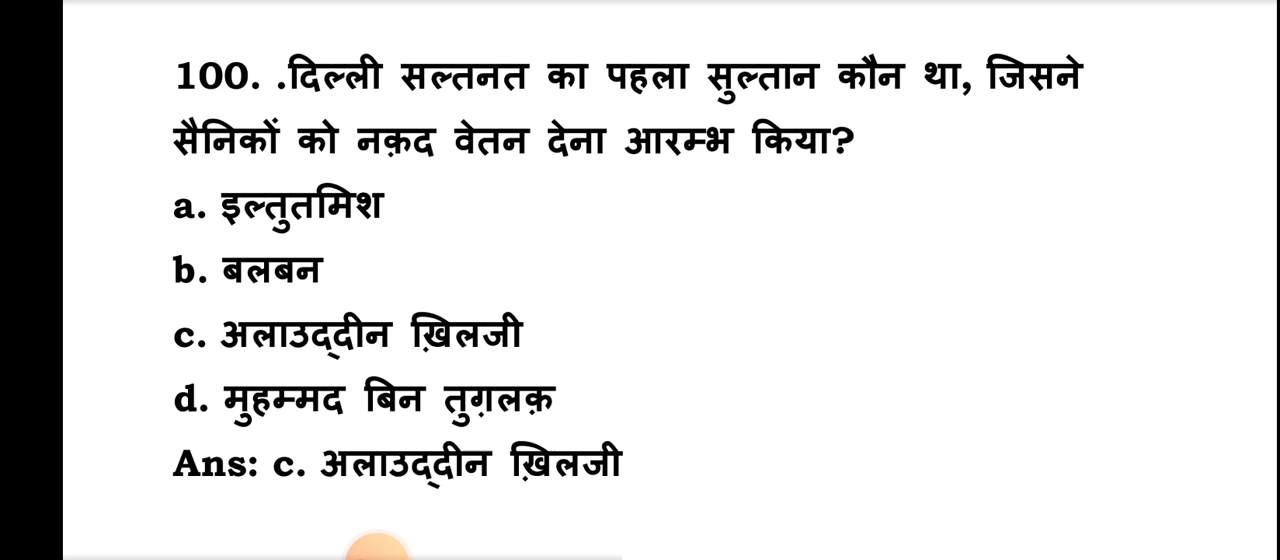 100. .दिल्ली सल्तनत का पहला सुल्तान कौन था, जिसने
सैनिकों को नक़द वेतन देना आरम्भ किया?
a. इल्तुतमिश
b. बलबन
c. अलाउद्दीन ख़िलजी
d. मुहम्मद बिन तुग़लक़
Ans: c. अलाउद्दीन ख़िलजी